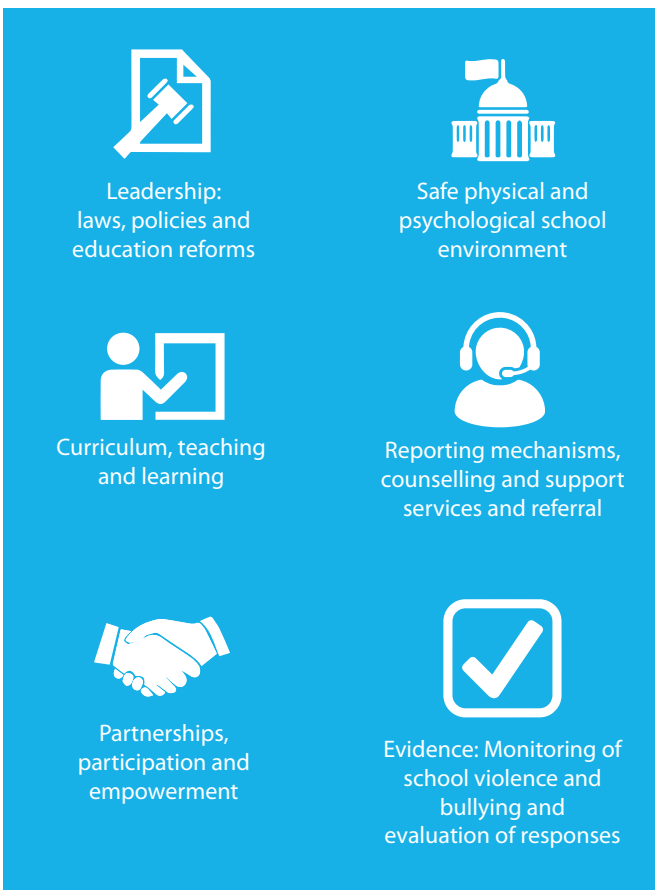 Leadership:
laws, policies and
education reforms
Safe physical and
psychological school
environment
Curriculum, teaching
and learning
Reporting mechanisms,
counselling and support
services and referral
Partnerships,
participation and
empowerment
Evidence: Monitoring of
school violence and
bullying and
evaluation of responses